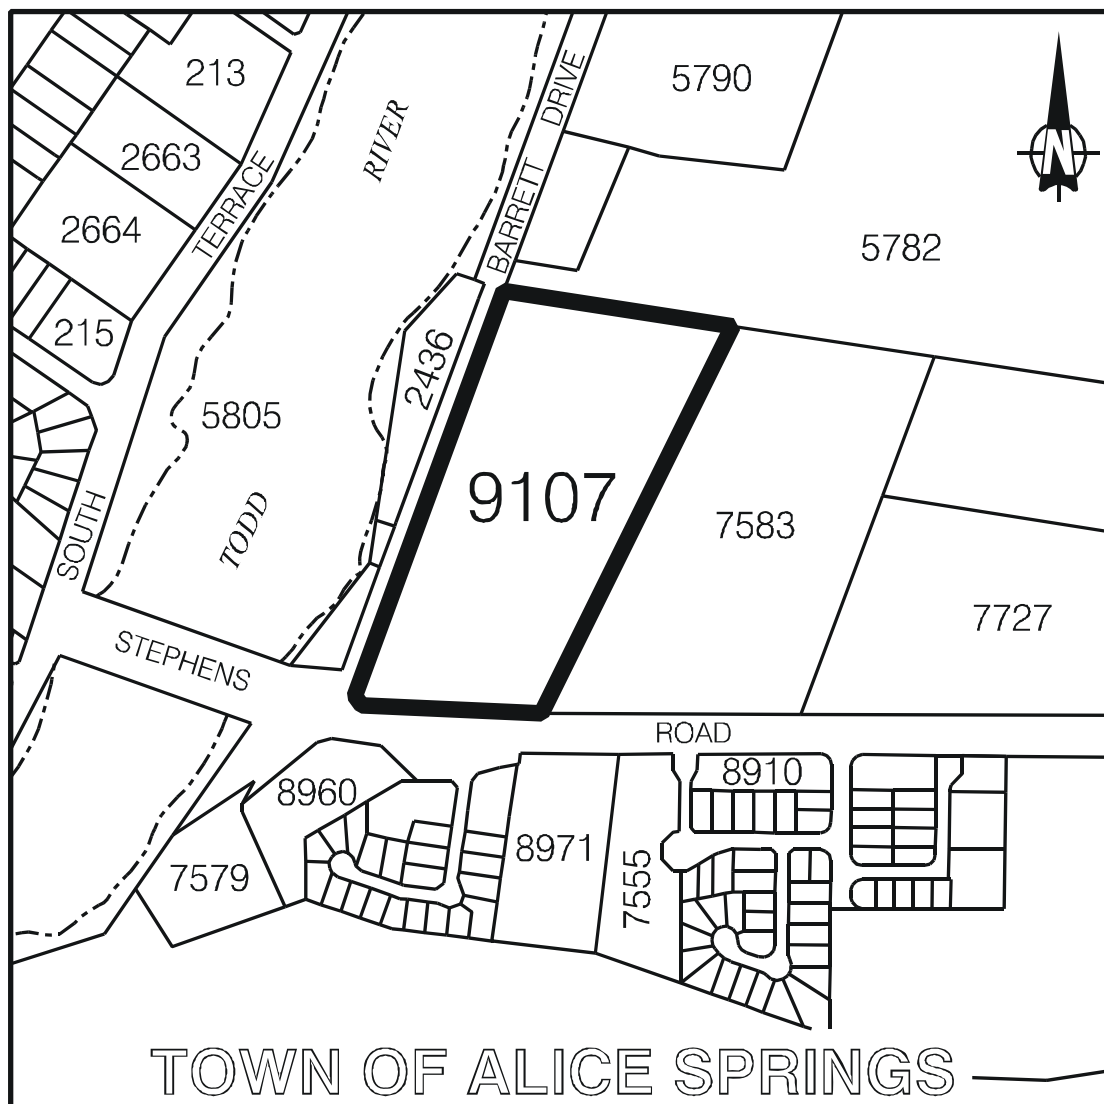 213
5790
DRIVE
RIVER
N
2663
TERRACE
BARRETT
2664
5782
215
2436
5805
9107
7583
SOUTH
TODD
7727
STEPHENS
ROAD
8910
8960
8971
7579
7555
TOWN OF ALICE SPRINGS